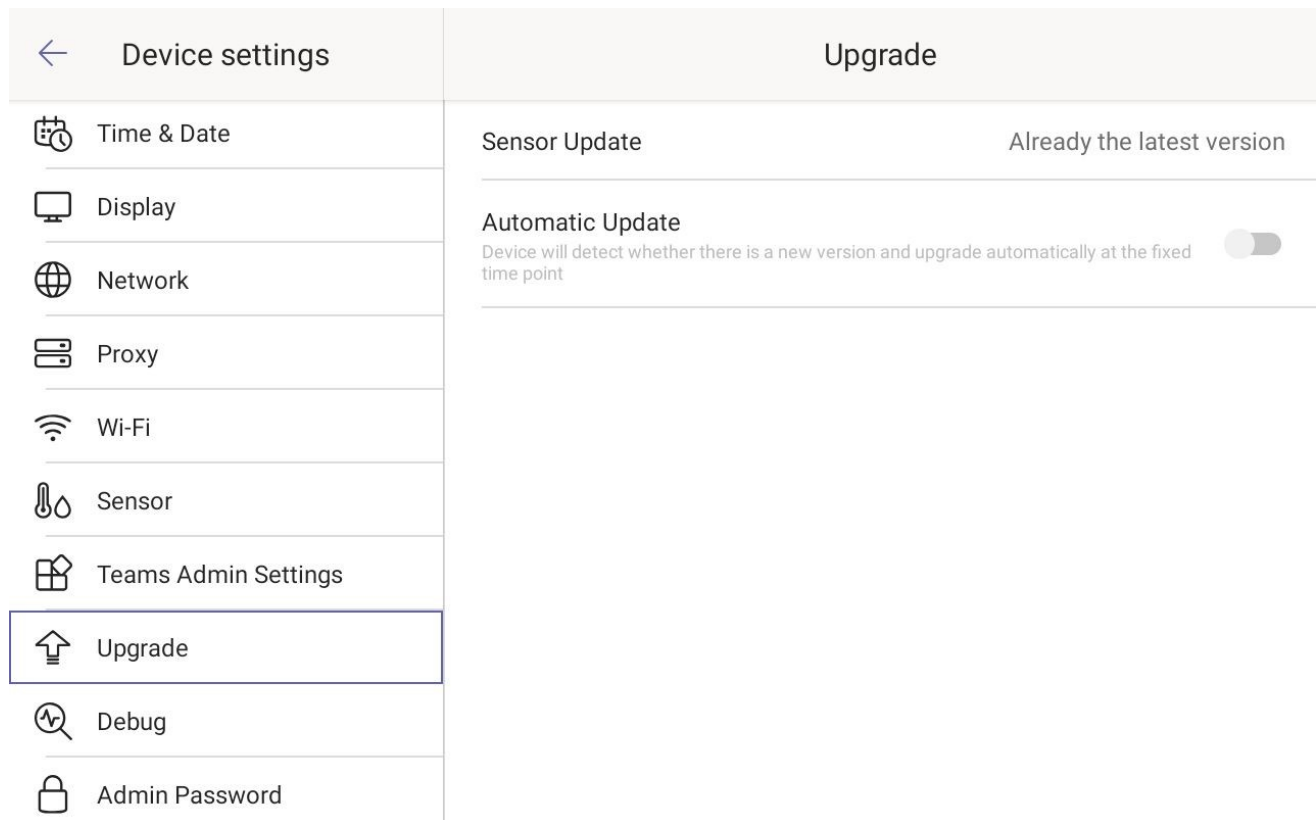 Device settings
Upgrade
Time & Date
Display
Network
Proxy
Wi-Fi
Sensor
Teams Admin Settings
Upgrade
Debug
Admin Password
Sensor Update
Already the latest version
Automatic Update
Device will detect whether there is a new version and upgrade automatically at the fixed
time point